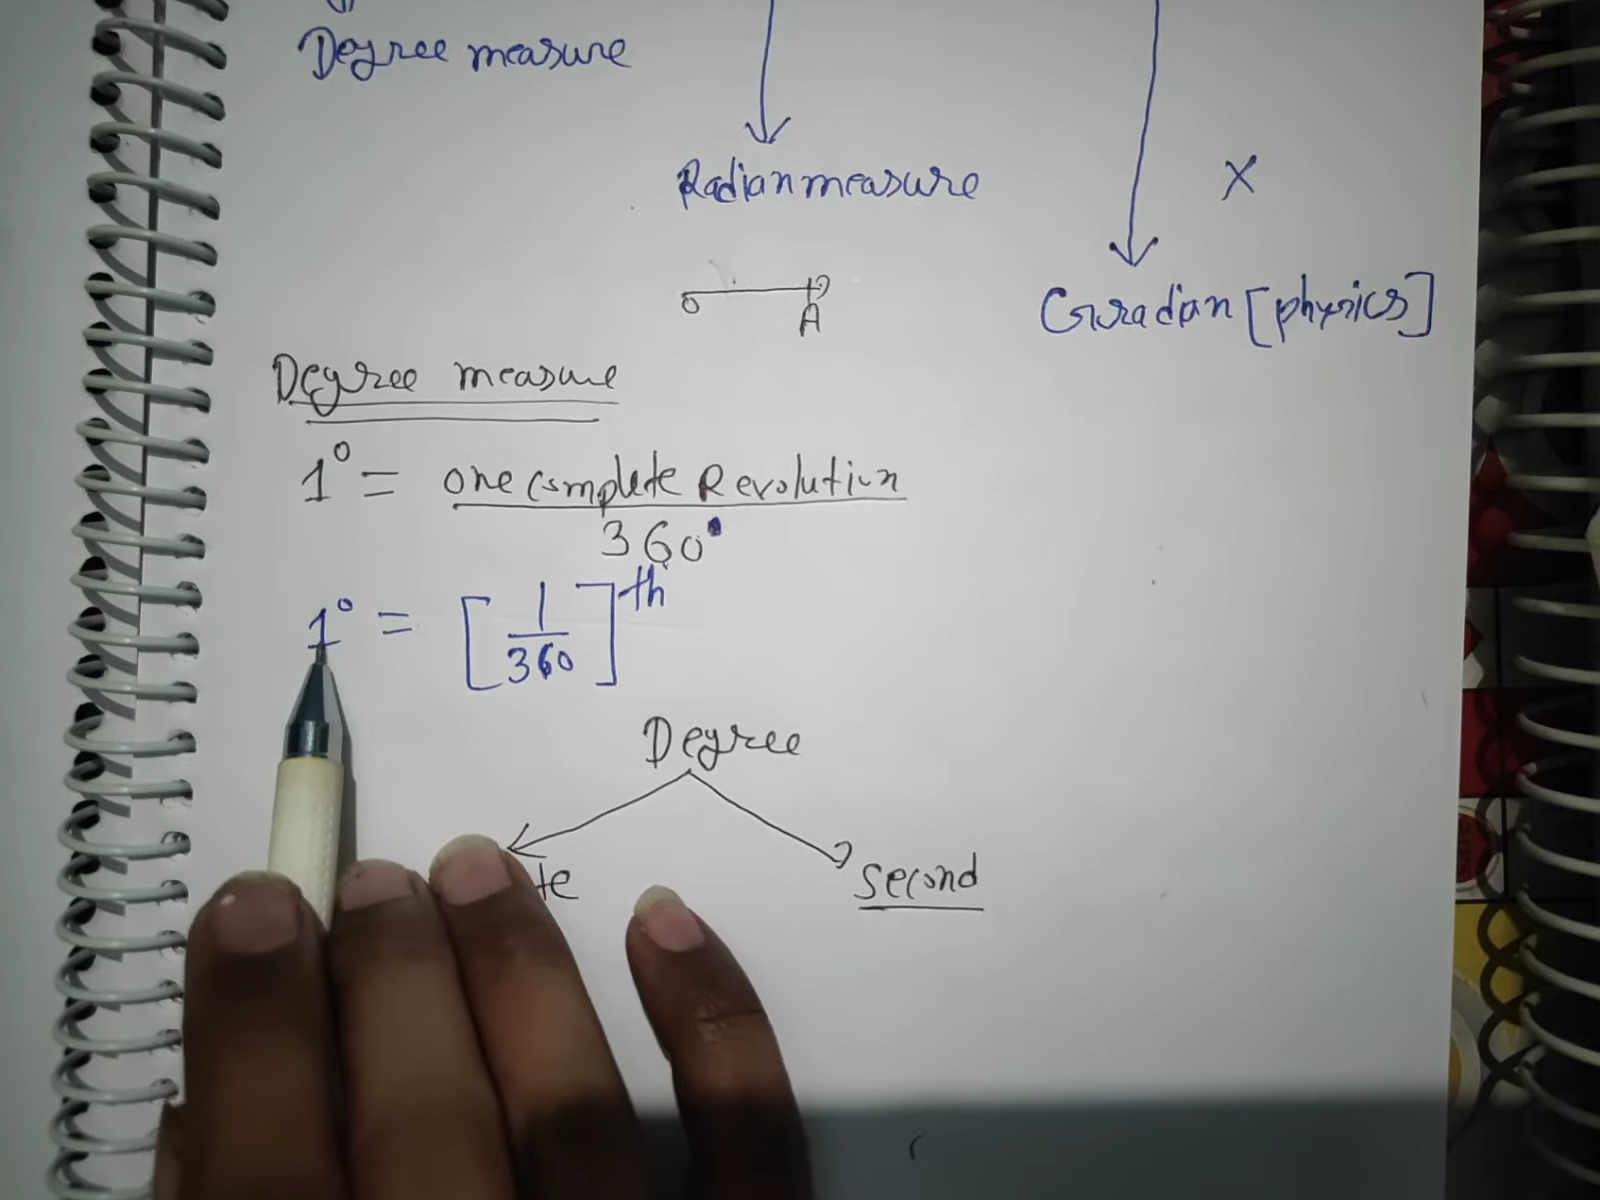 Degree measure
Radian measure
X
Guradian [physics]
O A
Degree measure
1° = one complete Revolution
360°
1° = [1/360]th
Degree
te second